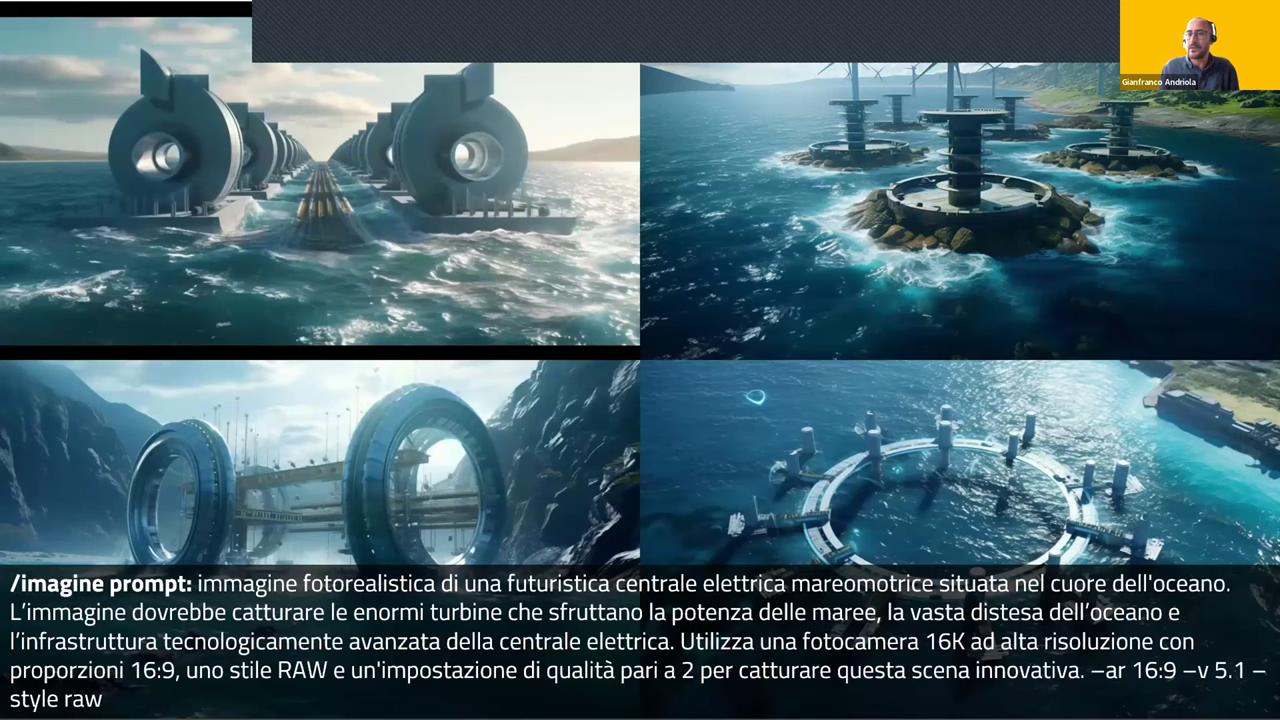 Gianfranco Andriola
/imagine prompt: immagine fotorealistica di una futuristica centrale elettrica mareomotrice situata nel cuore dell'oceano.
L’immagine dovrebbe catturare le enormi turbine che sfruttano la potenza delle maree, la vasta distesa dell’oceano e
l’infrastruttura tecnologicamente avanzata della centrale elettrica. Utilizza una fotocamera 16K ad alta risoluzione con
proporzioni 16:9, uno stile RAW e un'impostazione di qualità pari a 2 per catturare questa scena innovativa. –ar 16:9 –v 5.1 –
style raw